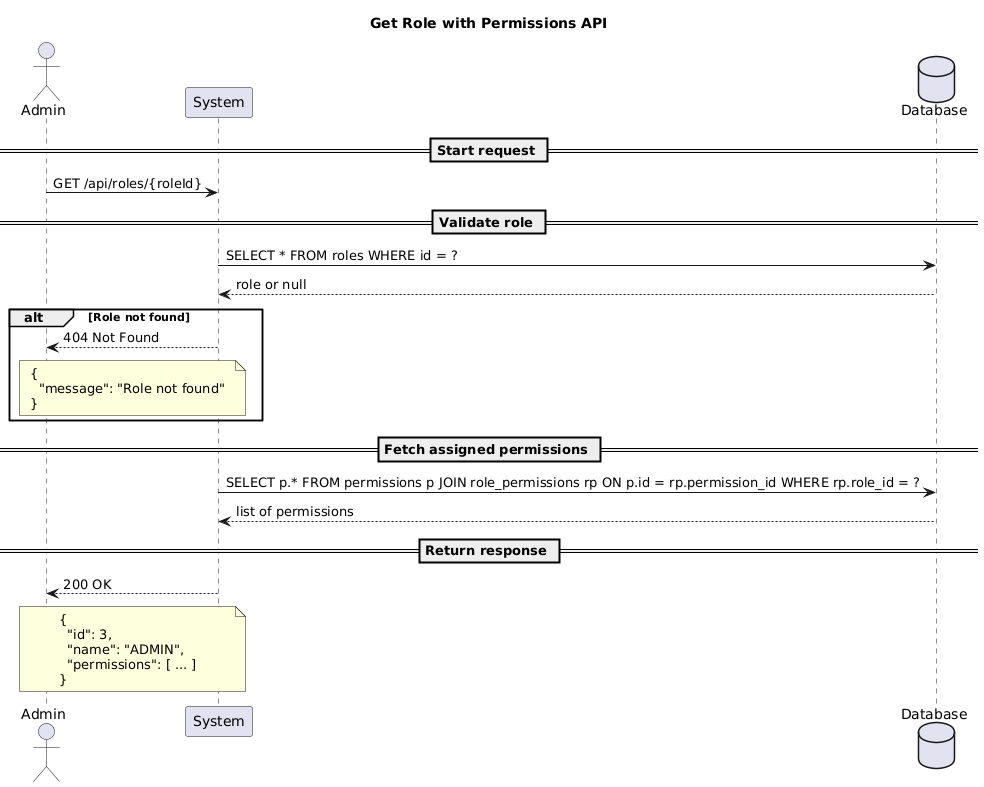 Get Role with Permissions API
Admin
System
Database
Start request
GET /api/roles/{roleId}
Validate role
SELECT * FROM roles WHERE id = ?
role or null
alt [Role not found]
404 Not Found
{
"message": "Role not found"
}
Fetch assigned permissions
SELECT p.* FROM permissions p JOIN role_permissions rp ON p.id = rp.permission_id WHERE rp.role_id = ?
list of permissions
Return response
200 OK
{
"id": 3,
"name": "ADMIN",
"permissions": [ ... ]
}
Admin
System
Database